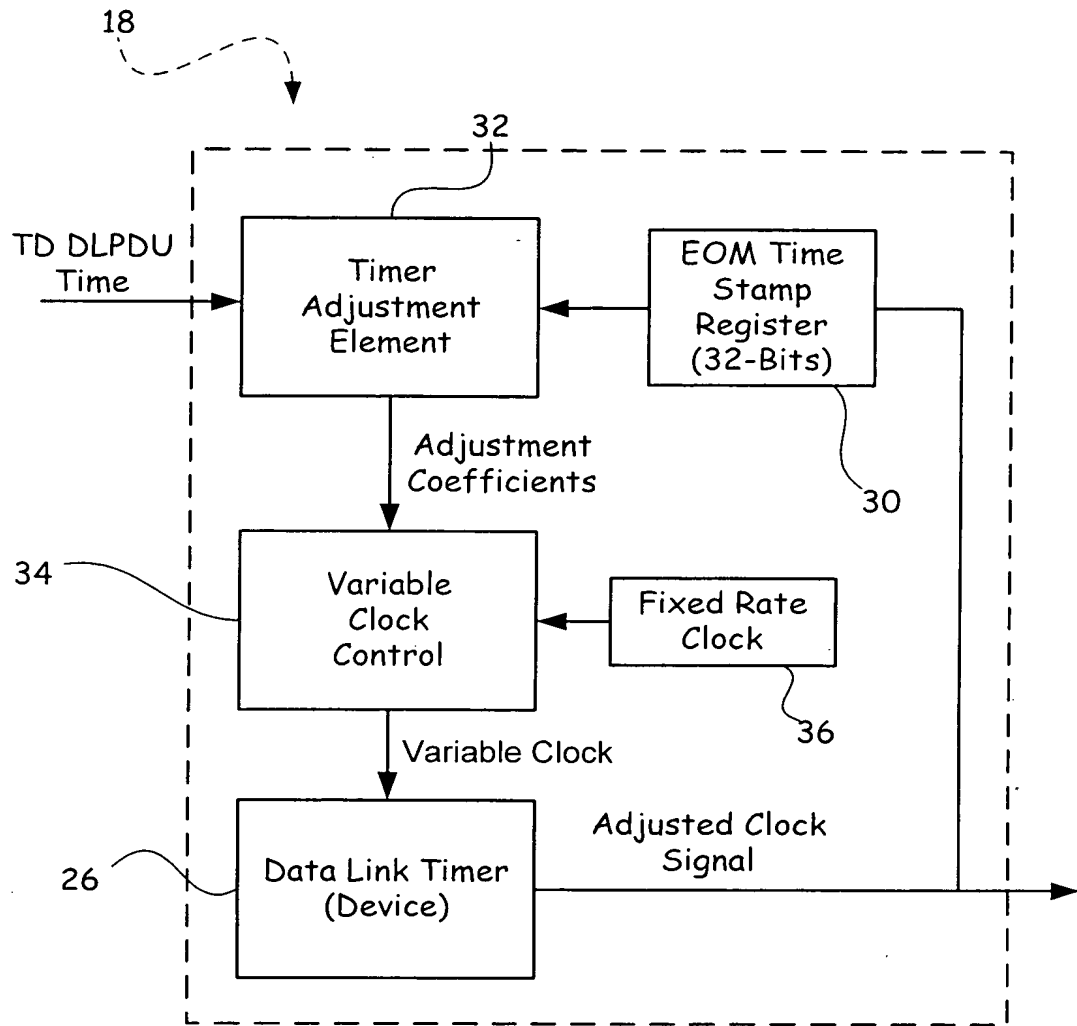 18
32
TD DLPDU
Time
Timer
Adjustment
Element
EOM Time
Stamp
Register
(32-Bits)
30
Adjustment
Coefficients
34
Variable
Clock
Control
Fixed Rate
Clock
36
Variable Clock
26
Data Link Timer
(Device)
Adjusted Clock
Signal